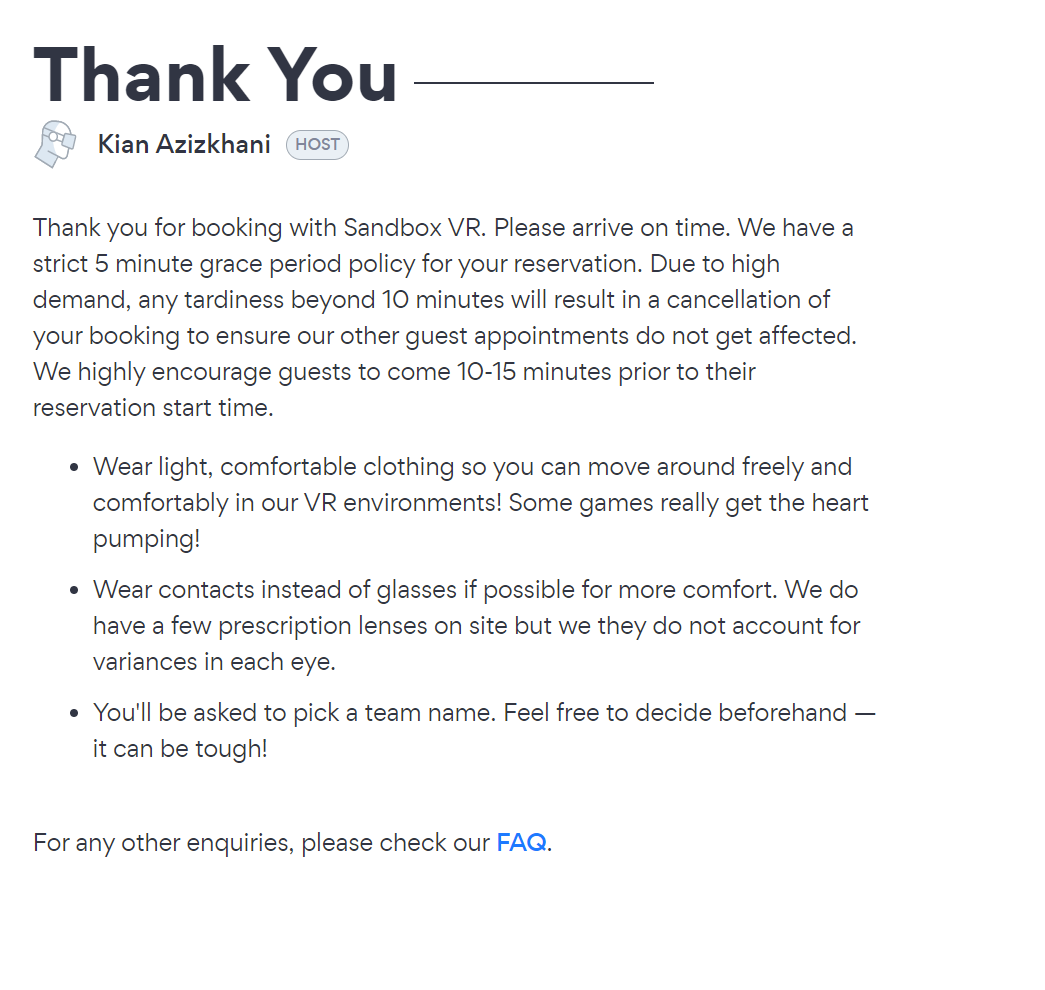 Thank You
Kian Azizkhani HOST
Thank you for booking with Sandbox VR. Please arrive on time. We have a
strict 5 minute grace period policy for your reservation. Due to high
demand, any tardiness beyond 10 minutes will result in a cancellation of
your booking to ensure our other guest appointments do not get affected.
We highly encourage guests to come 10-15 minutes prior to their
reservation start time.
• Wear light, comfortable clothing so you can move around freely and
comfortably in our VR environments! Some games really get the heart
pumping!
• Wear contacts instead of glasses if possible for more comfort. We do
have a few prescription lenses on site but we they do not account for
variances in each eye.
• You'll be asked to pick a team name. Feel free to decide beforehand —
it can be tough!
For any other enquiries, please check our FAQ.